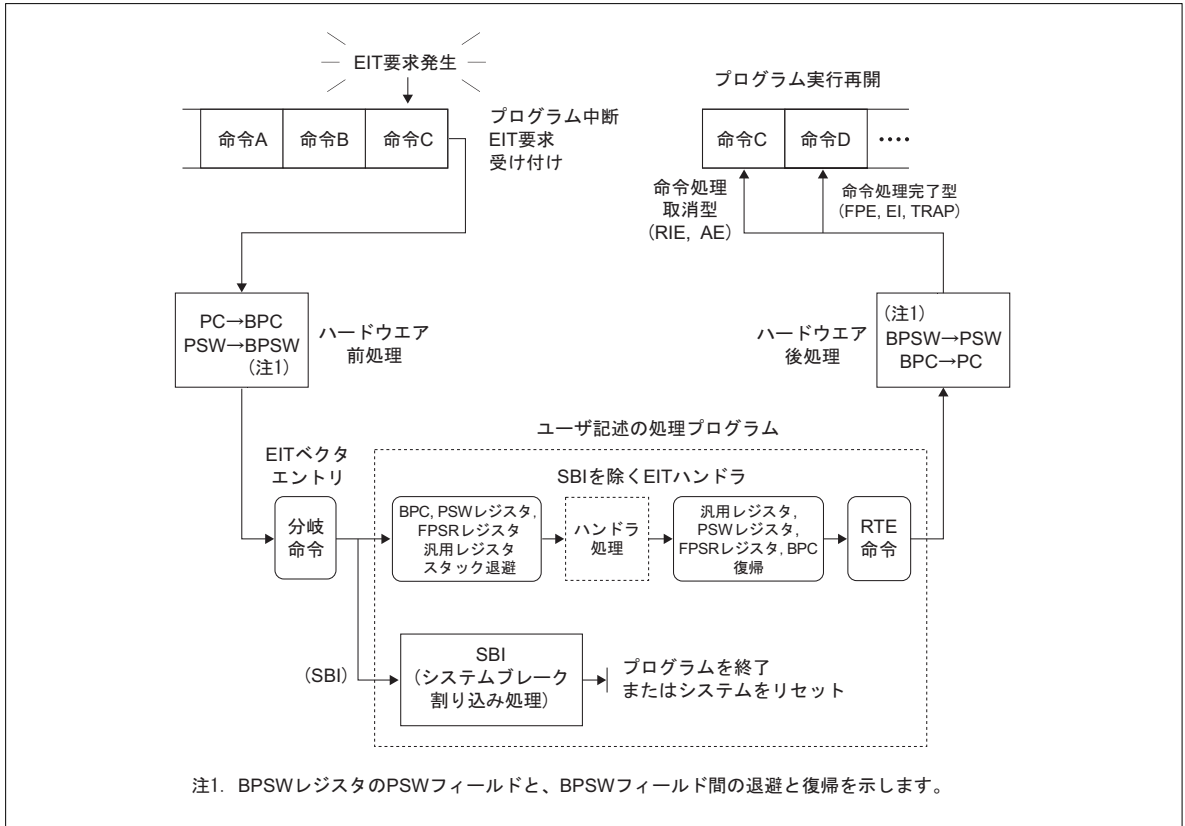 EIT要求発生
命令A
命令B
命令C
プログラム中断
EIT要求
受け付け
プログラム実行再開
命令C
命令D
••••
命令処理
取消型
(RIE, AE)
命令処理完了型
(FPE, EI, TRAP)
PC→BPC
PSW→BPSW
(注1)
ハードウエア
前処理
ハードウエア
後処理
(注1)
BPSW→PSW
BPC→PC
ユーザ記述の処理プログラム
EITベクタ
エントリ
分岐
命令
SBIを除くEITハンドラ
BPC, PSWレジスタ,
FPSRレジスタ
汎用レジスタ
スタック退避
ハンドラ
処理
汎用レジスタ,
PSWレジスタ,
FPSRレジスタ, BPC
復帰
RTE
命令
(SBI)
SBI
(システムブレーク
割り込み処理)
プログラムを終了
またはシステムをリセット
注1. BPSWレジスタのPSWフィールドと、BPSWフィールド間の退避と復帰を示します。